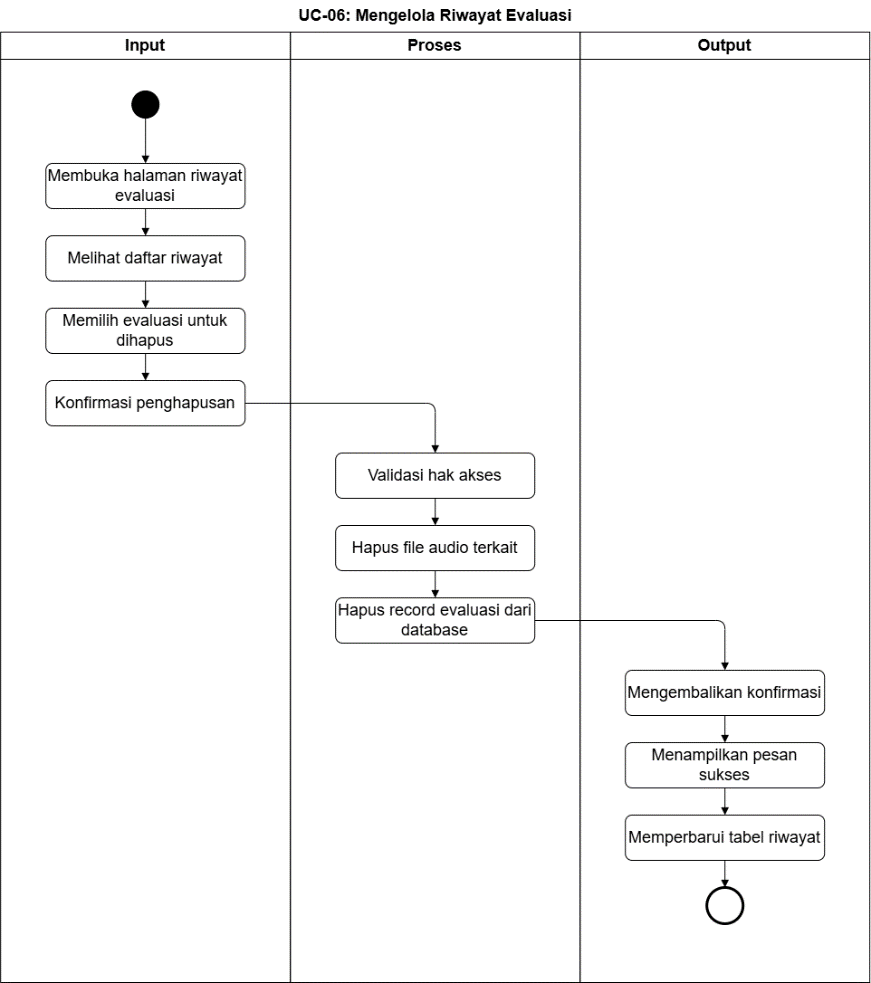 UC-06: Mengelola Riwayat Evaluasi
Input
Proses
Output
Membuka halaman riwayat
evaluasi
Melihat daftar riwayat
Memilih evaluasi untuk
dihapus
Konfirmasi penghapusan
Validasi hak akses
Hapus file audio terkait
Hapus record evaluasi dari
database
Mengembalikan konfirmasi
Menampilkan pesan
sukses
Memperbarui tabel riwayat